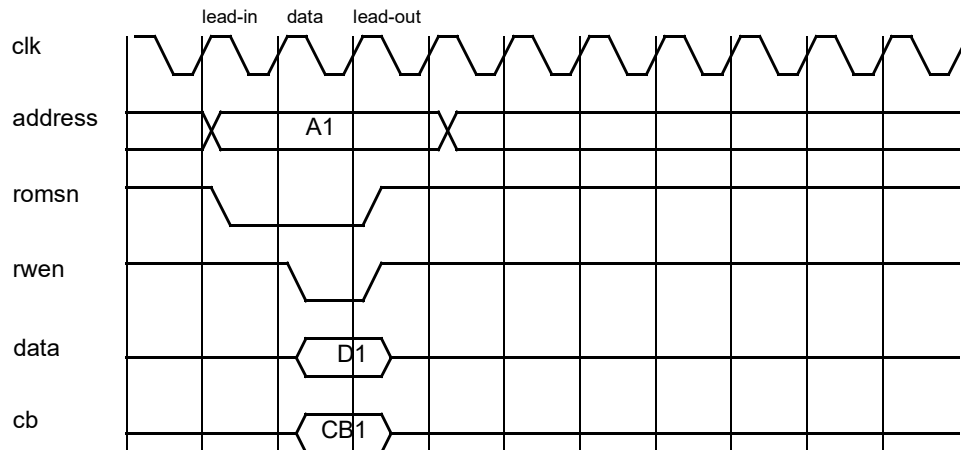 lead-in data lead-out
clk
address
A1
romsn
rwen
data
D1
cb
CB1